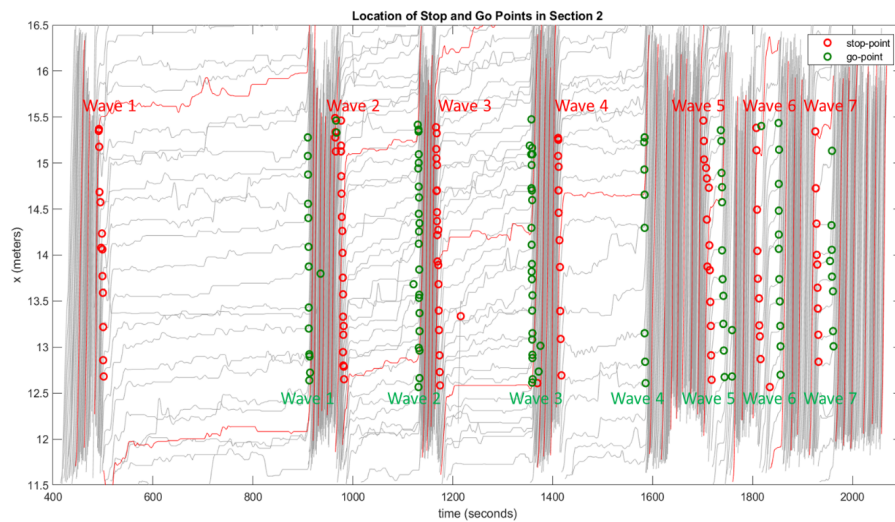 Location of Stop and Go Points in Section 2
stop-point
go-point
16.5
16
15.5
15
14.5
14
13.5
13
12.5
12
11.5
x (meters)
Wave 1
Wave 2
Wave 3
Wave 4
Wave 5
Wave 6
Wave 7
Wave 1
Wave 2
Wave 3
Wave 4
Wave 5
Wave 6
Wave 7
400 600 800 1000 1200 1400 1600 1800 2000
time (seconds)